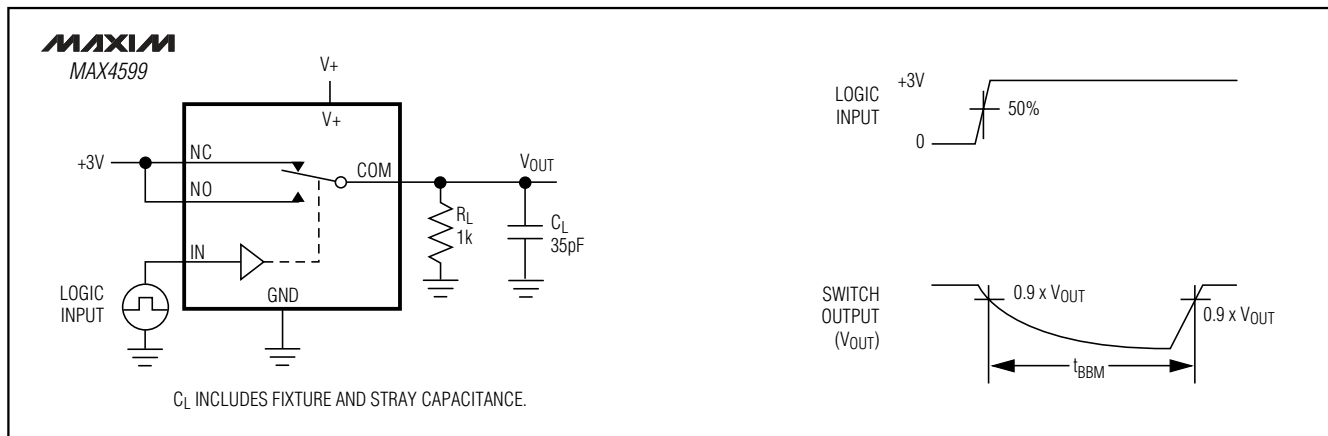 MAXIM
MAX4599
V+
V+
+3V
NC
NO
COM
VOUT
RL
1k
CL
35pF
IN
LOGIC
INPUT
GND
CL INCLUDES FIXTURE AND STRAY CAPACITANCE.
LOGIC
INPUT
+3V
50%
0
SWITCH
OUTPUT
(VOUT)
0.9 x VOUT
0.9 x VOUT
tBBM